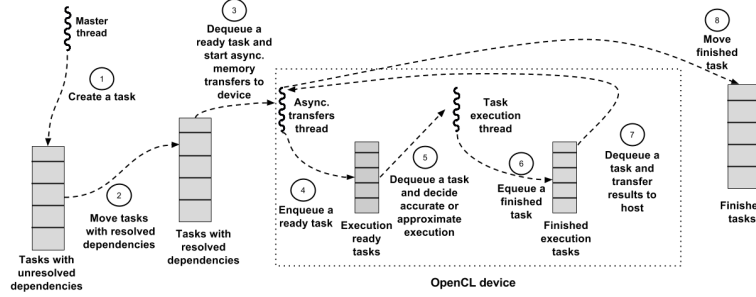 Master
thread
1
Create a task
Tasks with
unresolved
dependencies
2
Move tasks
with resolved
dependencies
Tasks with
resolved
dependencies
3
Dequeue a
ready task and
start async.
memory
transfers to
device
Async.
transfers
thread
4
Enqueue a
ready task
Execution
ready
tasks
5
Dequeue a task
and decide
accurate or
approximate
execution
Task
execution
thread
6
Equeue a
finished
task
Finished
execution
tasks
7
Dequeue a
task and
transfer
results to
host
8
Move
finished
task
Finishe
tasks
OpenCL device